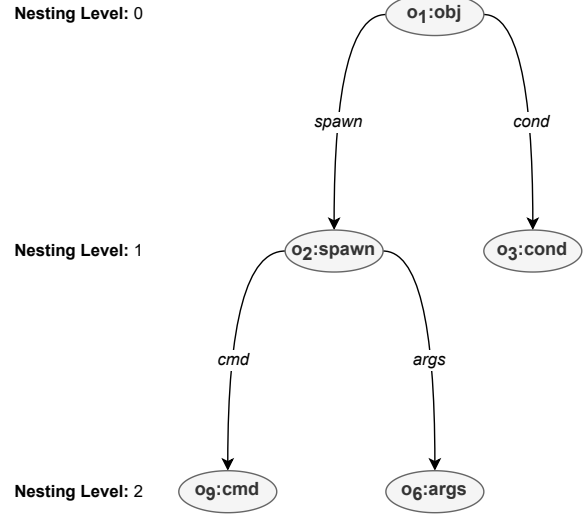 Nesting Level: 0
o₁:obj
spawn
cond
Nesting Level: 1
o₂:spawn
o₃:cond
cmd
args
Nesting Level: 2
o₉:cmd
o₆:args